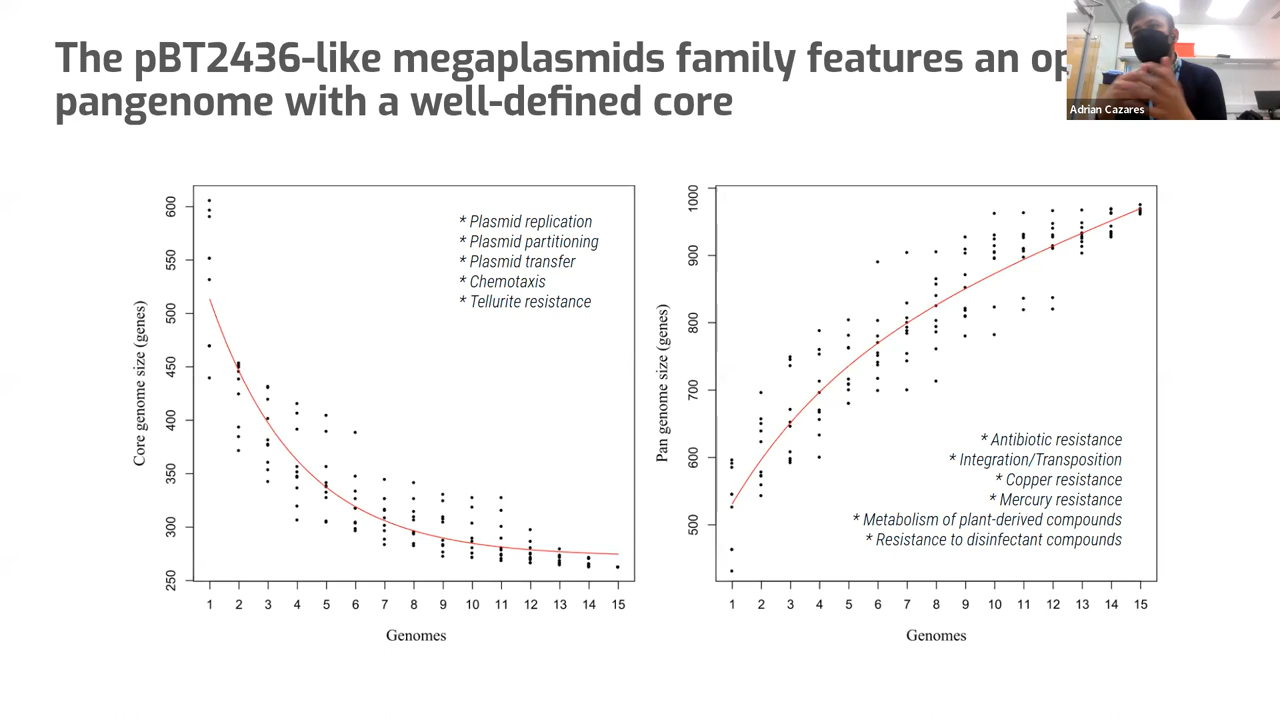 The pBT2436-like megaplasmids family features an op
pangenome with a well-defined core
Adrian Cazares
600
550
500
450
400
350
300
250
Core genome size (genes)
* Plasmid replication
* Plasmid partitioning
* Plasmid transfer
* Chemotaxis
* Tellurite resistance
1 2 3 4 5 6 7 8 9 10 11 12 13 14 15
Genomes
1000
900
800
700
600
500
Pan genome size (genes)
* Antibiotic resistance
* Integration/Transposition
* Copper resistance
* Mercury resistance
* Metabolism of plant-derived compounds
* Resistance to disinfectant compounds
1 2 3 4 5 6 7 8 9 10 11 12 13 14 15
Genomes